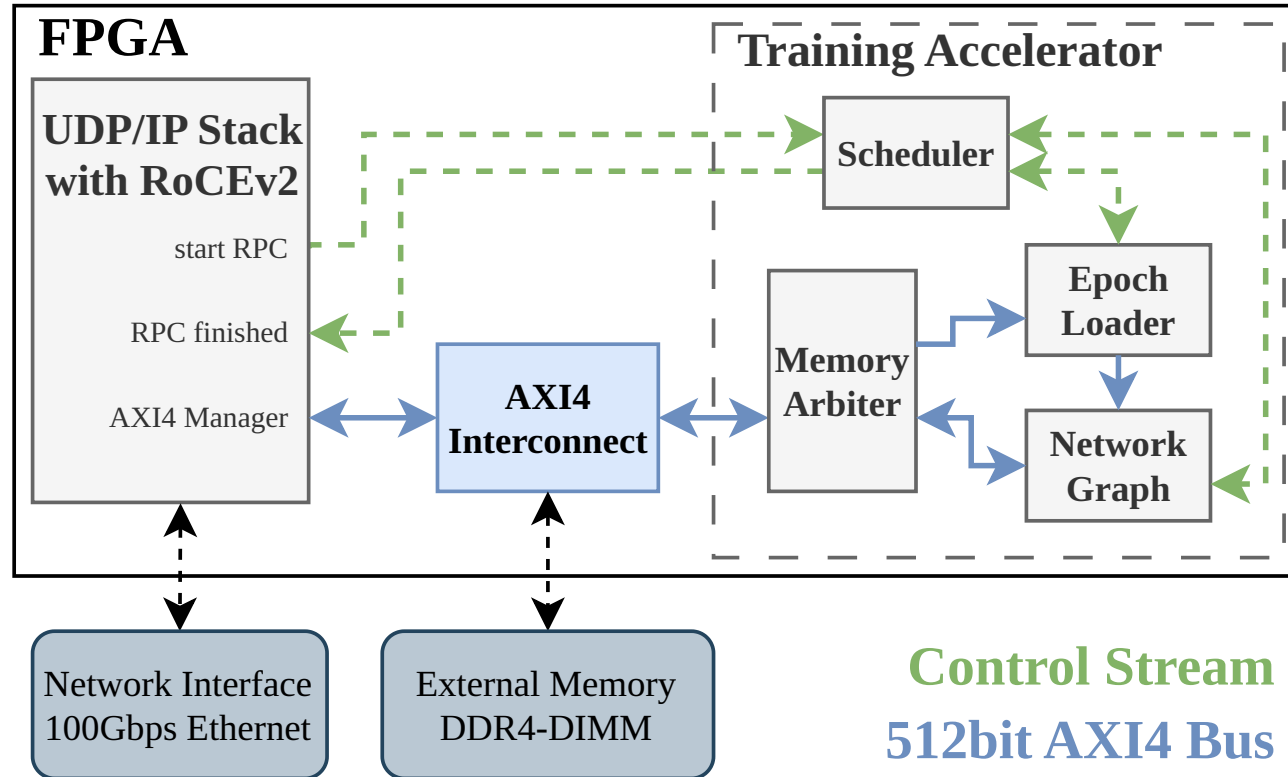 FPGA
Training Accelerator
UDP/IP Stack
with RoCEv2
start RPC
RPC finished
AXI4 Manager
Scheduler
Epoch
Loader
Memory
Arbiter
AXI4
Interconnect
Network
Graph
Network Interface
100Gbps Ethernet
External Memory
DDR4-DIMM
Control Stream
512bit AXI4 Bus